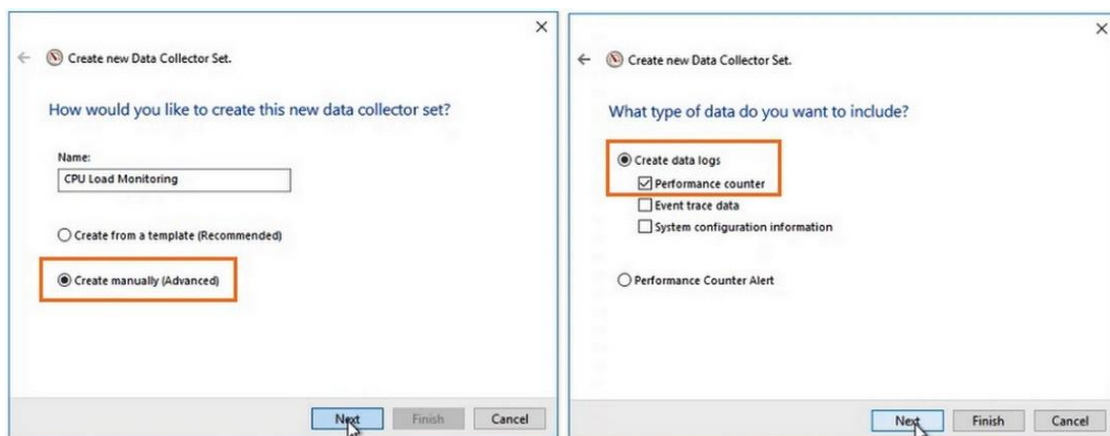 Create new Data Collector Set.
How would you like to create this new data collector set?
Name:
CPU Load Monitoring
Create from a template (Recommended)
Create manually (Advanced)
Next
Finish
Cancel
Create new Data Collector Set.
What type of data do you want to include?
Create data logs
Performance counter
Event trace data
System configuration information
Performance Counter Alert
Next
Finish
Cancel